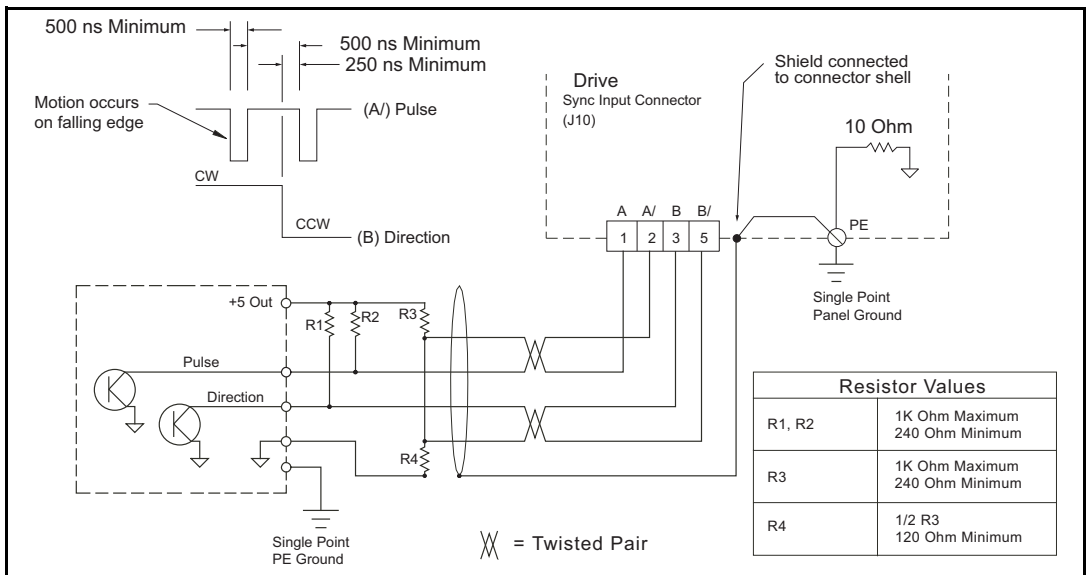 500 ns Minimum
500 ns Minimum
250 ns Minimum
Motion occurs
on falling edge
(A/) Pulse
CW
CCW
(B) Direction
Drive
Sync Input Connector
(J10)
Shield connected
to connector shell
10 Ohm
A A/ B B/
1 2 3 5
PE
Single Point
Panel Ground
+5 Out
R1
R2
R3
Pulse
Direction
R4
Single Point
PE Ground
= Twisted Pair
Resistor Values
R1, R2
1K Ohm Maximum
240 Ohm Minimum
R3
1K Ohm Maximum
240 Ohm Minimum
R4
1/2 R3
120 Ohm Minimum